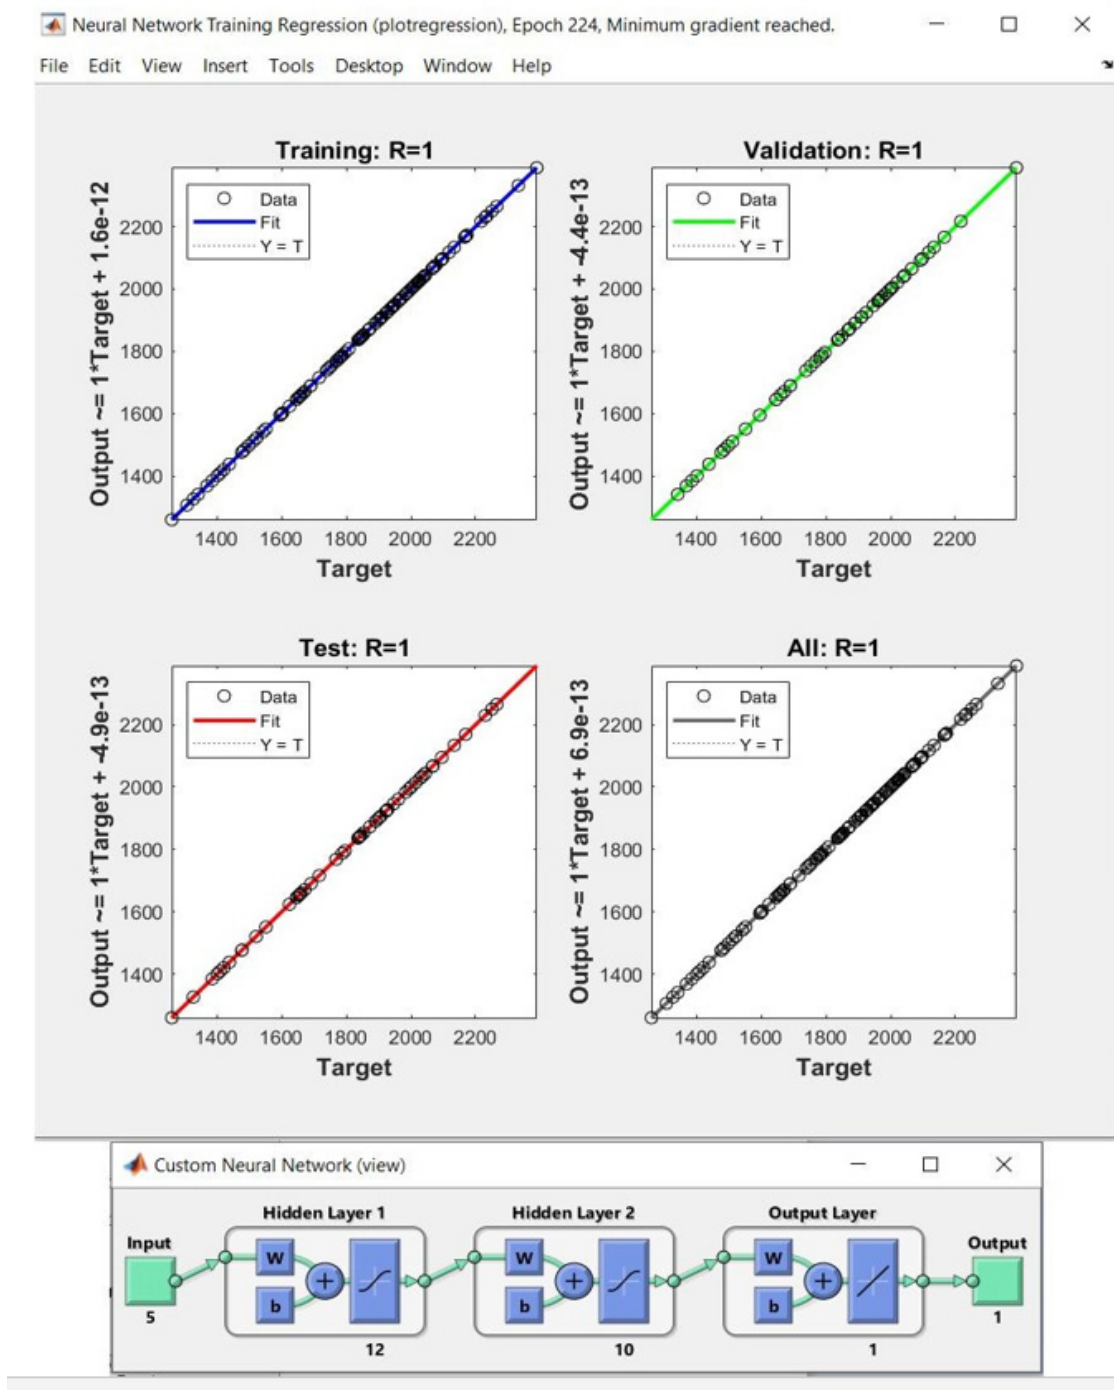 Neural Network Training Regression (plotregression), Epoch 224, Minimum gradient reached.
File Edit View Insert Tools Desktop Window Help
Training: R=1
Output ~= 1*Target + 1.6e-12
Data
Fit
Y = T
2200
2000
1800
1600
1400
1400 1600 1800 2000 2200
Target
Validation: R=1
Output ~= 1*Target + -4.4e-13
Data
Fit
Y = T
2200
2000
1800
1600
1400
1400 1600 1800 2000 2200
Target
Test: R=1
Output ~= 1*Target + -4.9e-13
Data
Fit
Y = T
2200
2000
1800
1600
1400
1400 1600 1800 2000 2200
Target
All: R=1
Output ~= 1*Target + 6.9e-13
Data
Fit
Y = T
2200
2000
1800
1600
1400
1400 1600 1800 2000 2200
Target
Custom Neural Network (view)
Hidden Layer 1 Hidden Layer 2 Output Layer
Input Output
W W W
b b b
5 1
12 10 1